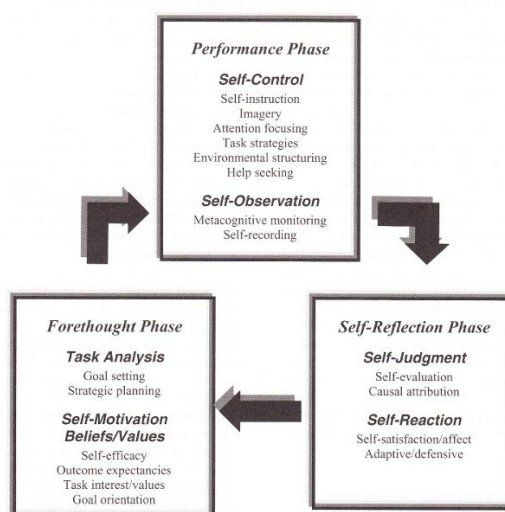 Performance Phase
Self-Control
Self-instruction
Imagery
Attention focusing
Task strategies
Environmental structuring
Help seeking
Self-Observation
Metacognitive monitoring
Self-recording
Forethought Phase
Task Analysis
Goal setting
Strategic planning
Self-Motivation
Beliefs/Values
Self-efficacy
Outcome expectancies
Task interest/values
Goal orientation
Self-Reflection Phase
Self-Judgment
Self-evaluation
Causal attribution
Self-Reaction
Self-satisfaction/affect
Adaptive/defensive